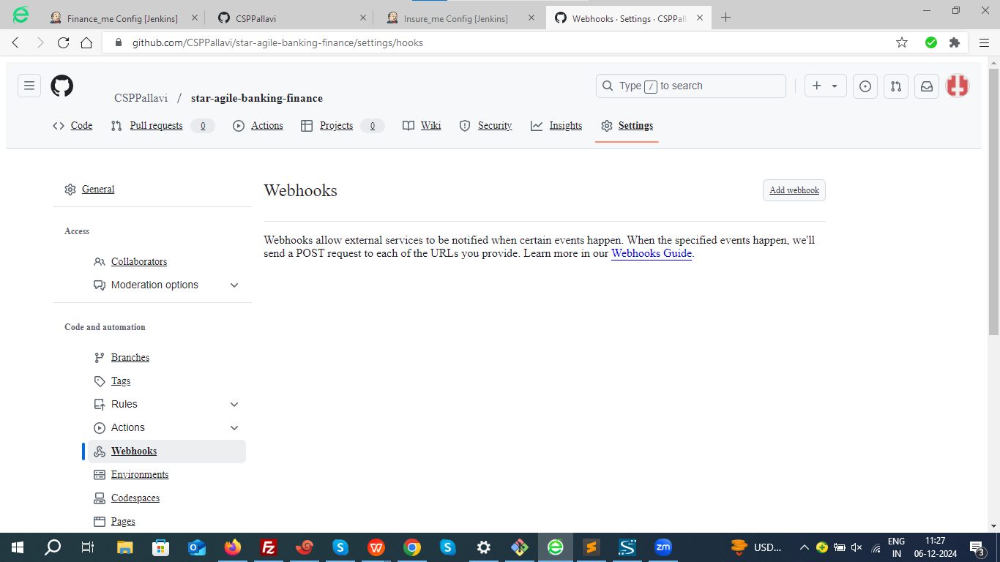 Finance_me Config [Jenkins]
CSPPallavi
Insure_me Config [Jenkins]
Webhooks · Settings · CSPPall
github.com/CSPPallavi/star-agile-banking-finance/settings/hooks
CSPPallavi / star-agile-banking-finance
Type / to search
Code
Pull requests 0
Actions
Projects 0
Wiki
Security
Insights
Settings
General
Access
Collaborators
Moderation options
Code and automation
Branches
Tags
Rules
Actions
Webhooks
Environments
Codespaces
Pages
Webhooks
Add webhook
Webhooks allow external services to be notified when certain events happen. When the specified events happen, we'll
send a POST request to each of the URLs you provide. Learn more in our Webhooks Guide.
USD...
ENG
IN
11:27
06-12-2024
3